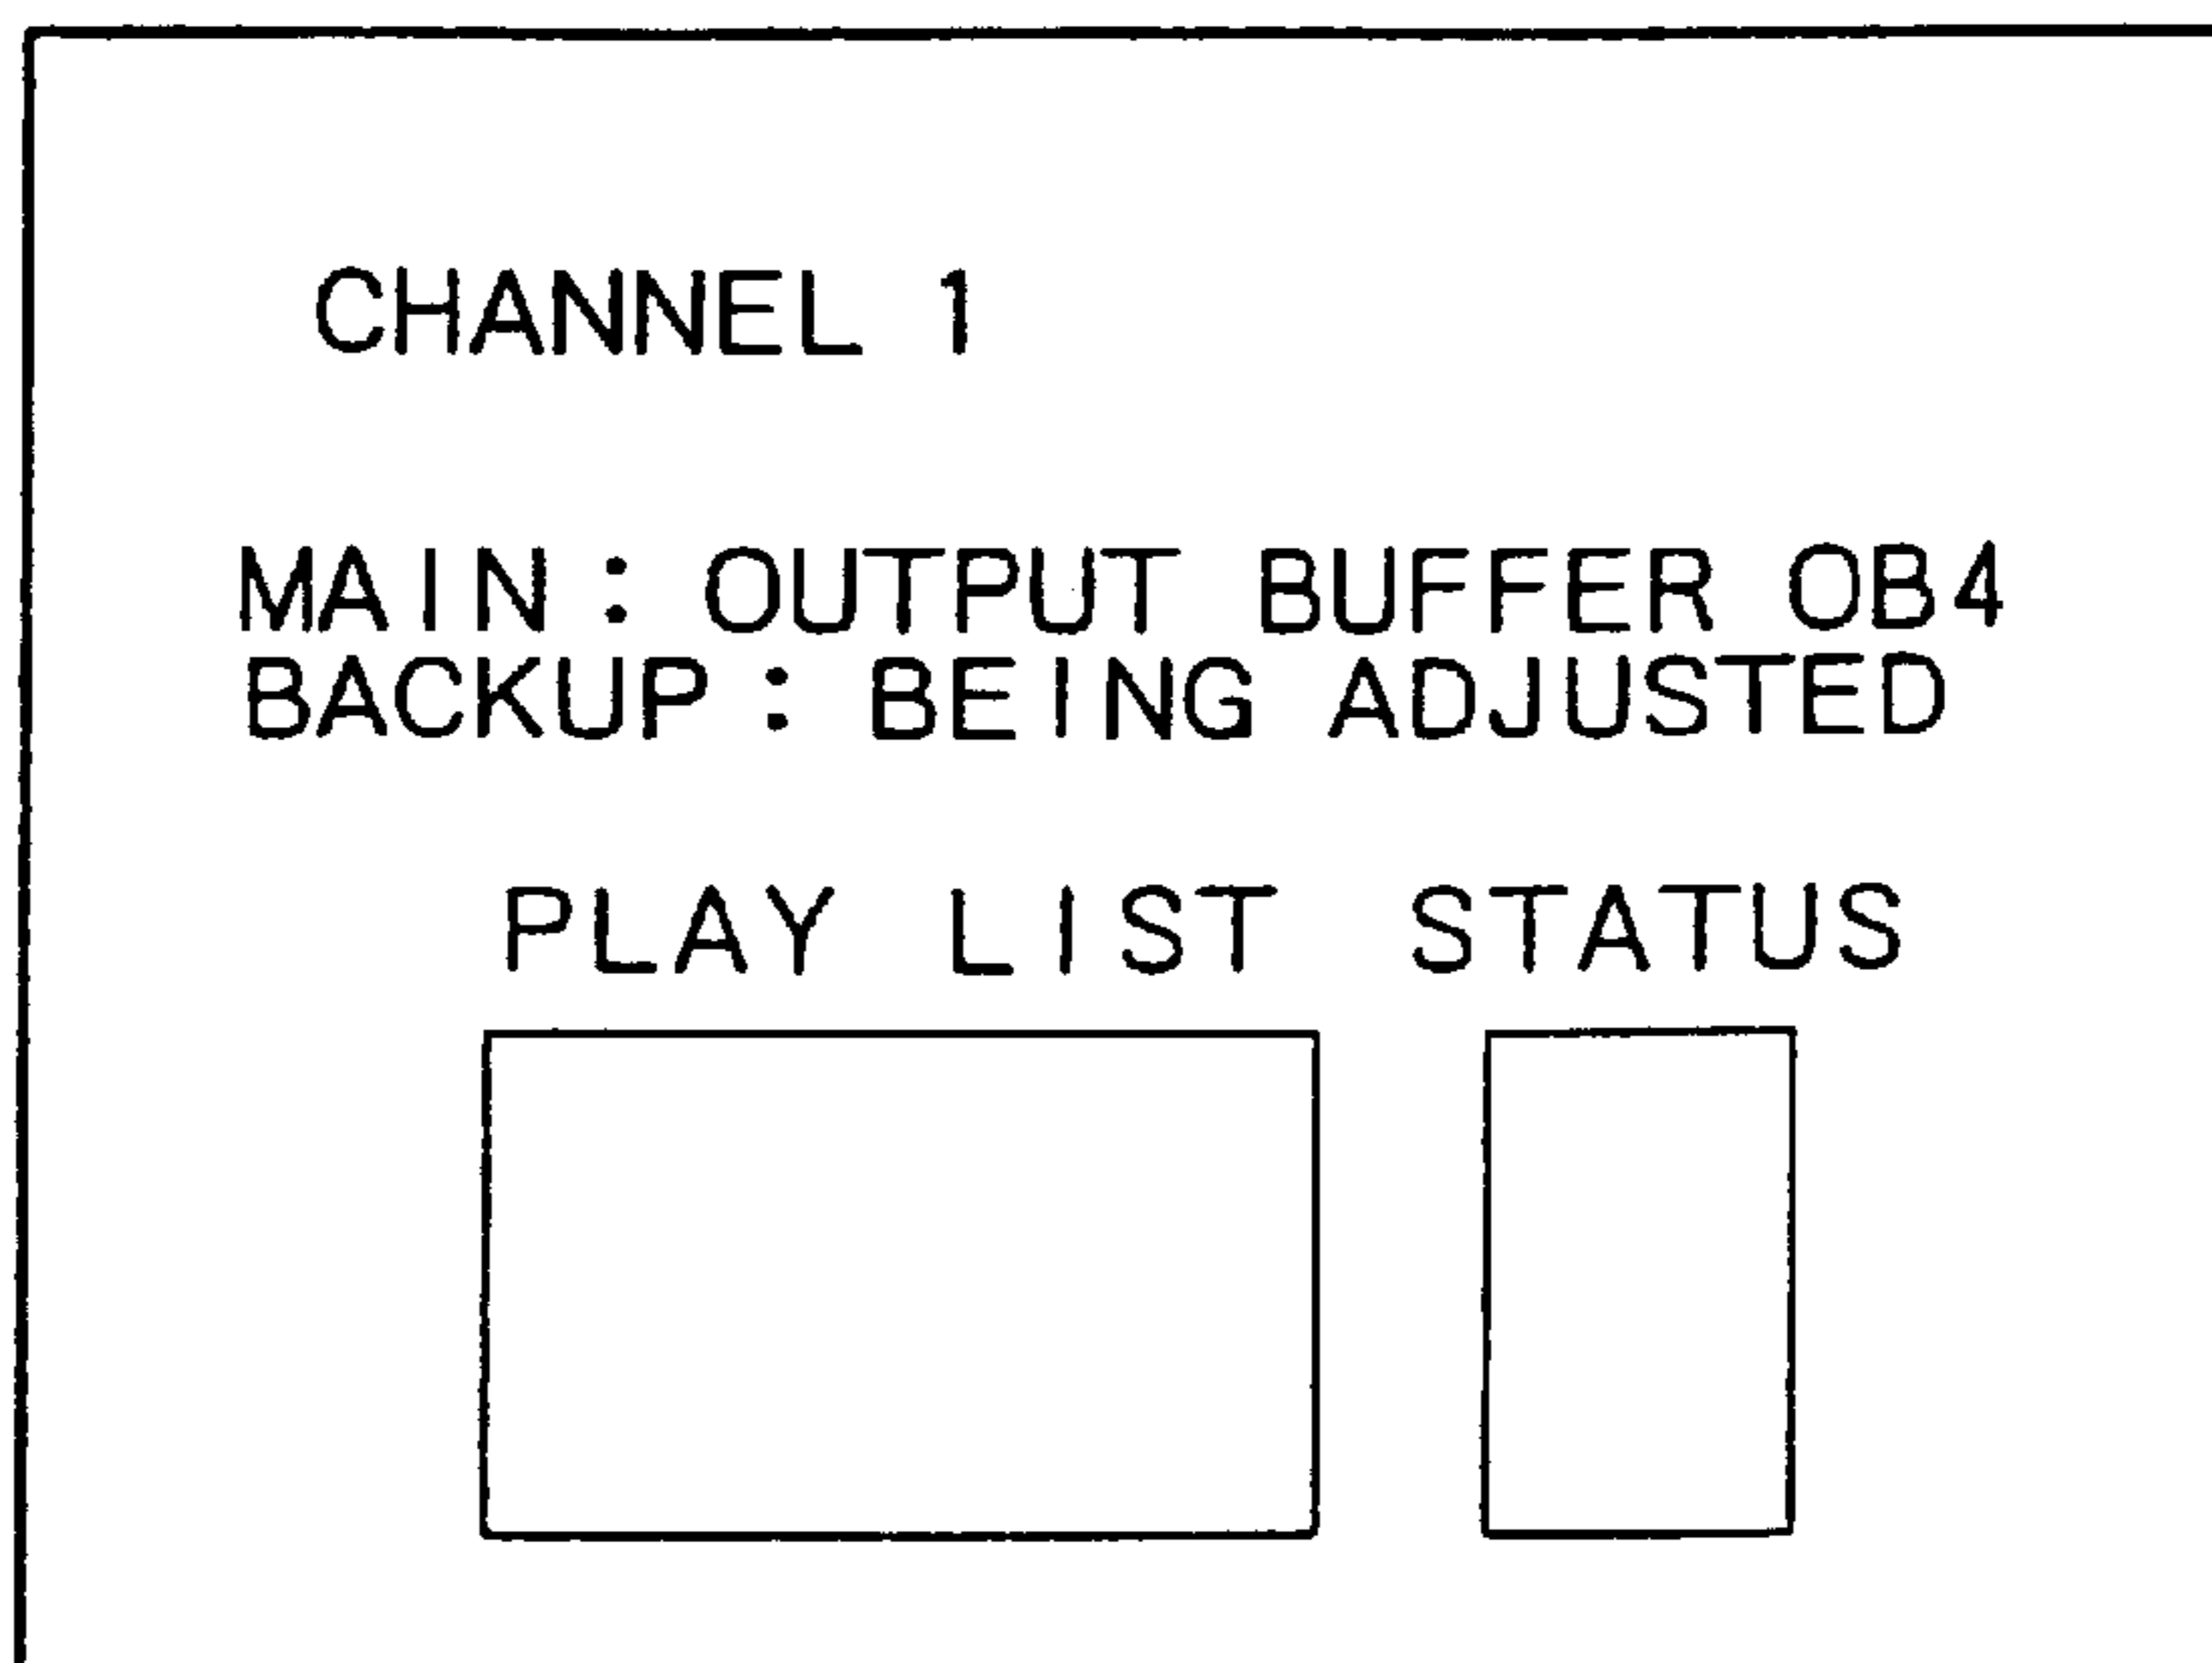 CHANNEL 1
MAIN: OUTPUT BUFFER OB4
BACKUP: BEING ADJUSTED
PLAY LIST STATUS